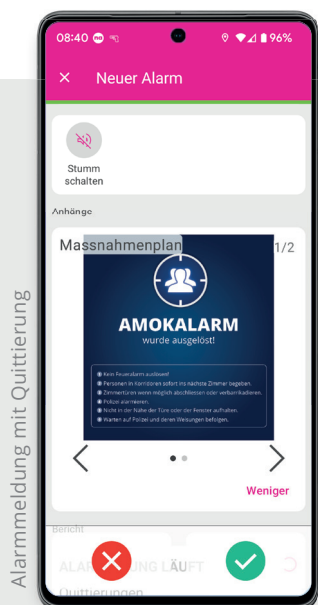 Alarmmeldung mit Quittierung
08:40
96%
Neuer Alarm
Stumm
schalten
Anhänge
Massnahmenplan
1/2
AMOKALARM
wurde ausgelöst!
Kein Feueralarm auslösen!
Personen in Korridoren sofort ins nächste Zimmer begeben.
Zimmertüren wenn möglich abschliessen oder verbarrikadieren.
Polizei alarmieren.
Nicht in der Nähe der Türe oder der Fenster aufhalten.
Warten auf Polizei und deren Weisungen befolgen.
Weniger
Bericht
ÄU
Quittierungen